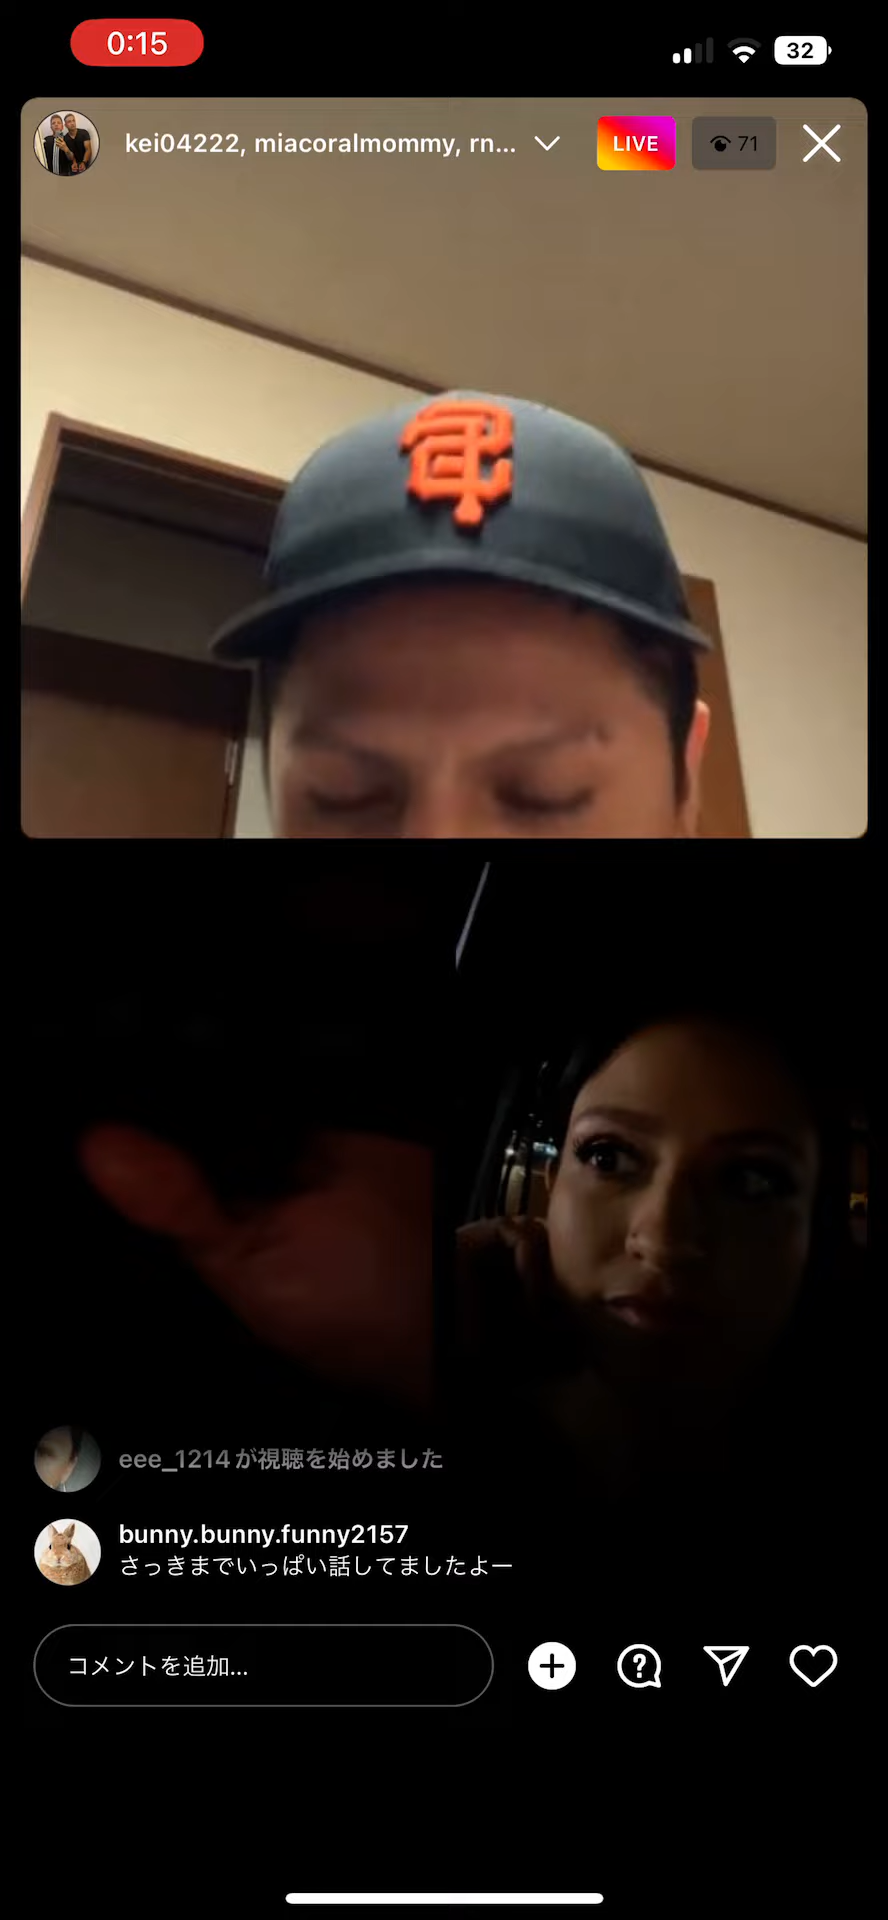 0:15
32
kei04222, miacoralmommy, rn...
LIVE
71
eee_1214が視聴を始めました
bunny.bunny.funny2157
さっきまでいっぱい話してましたよー
コメントを追加...